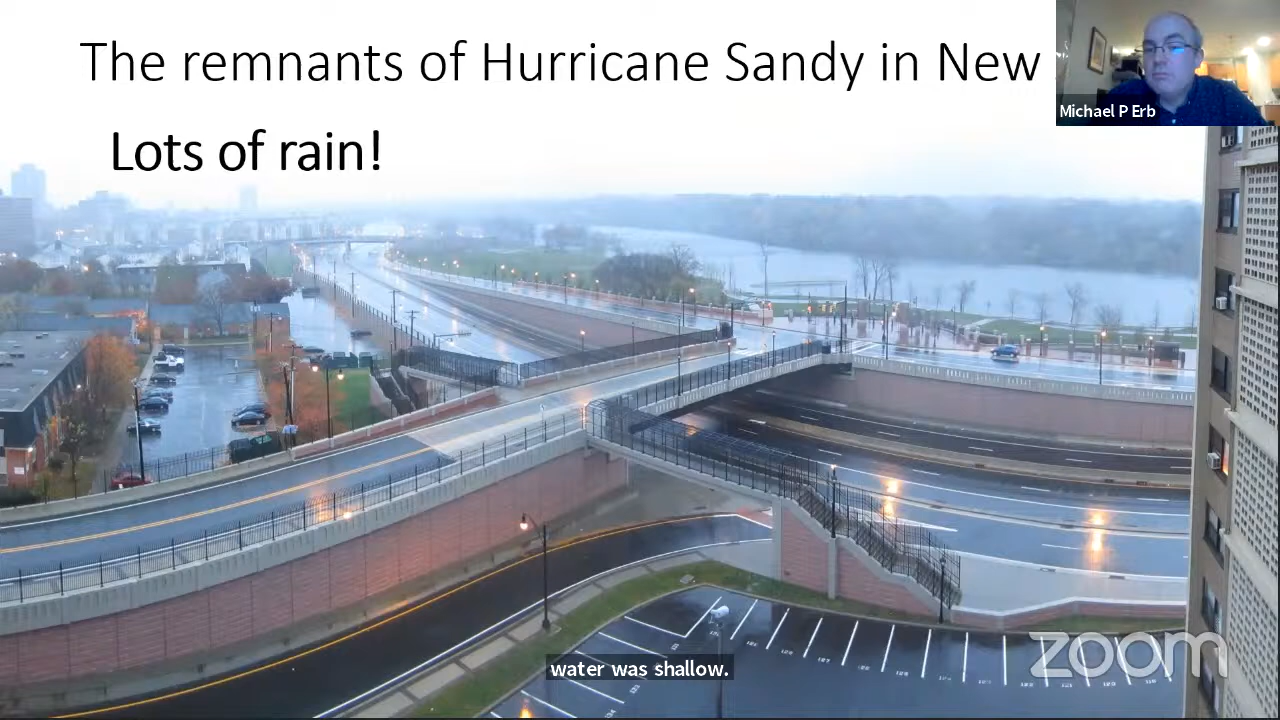 The remnants of Hurricane Sandy in New
Michael P Erb
Lots of rain!
water was shallow.
zoom